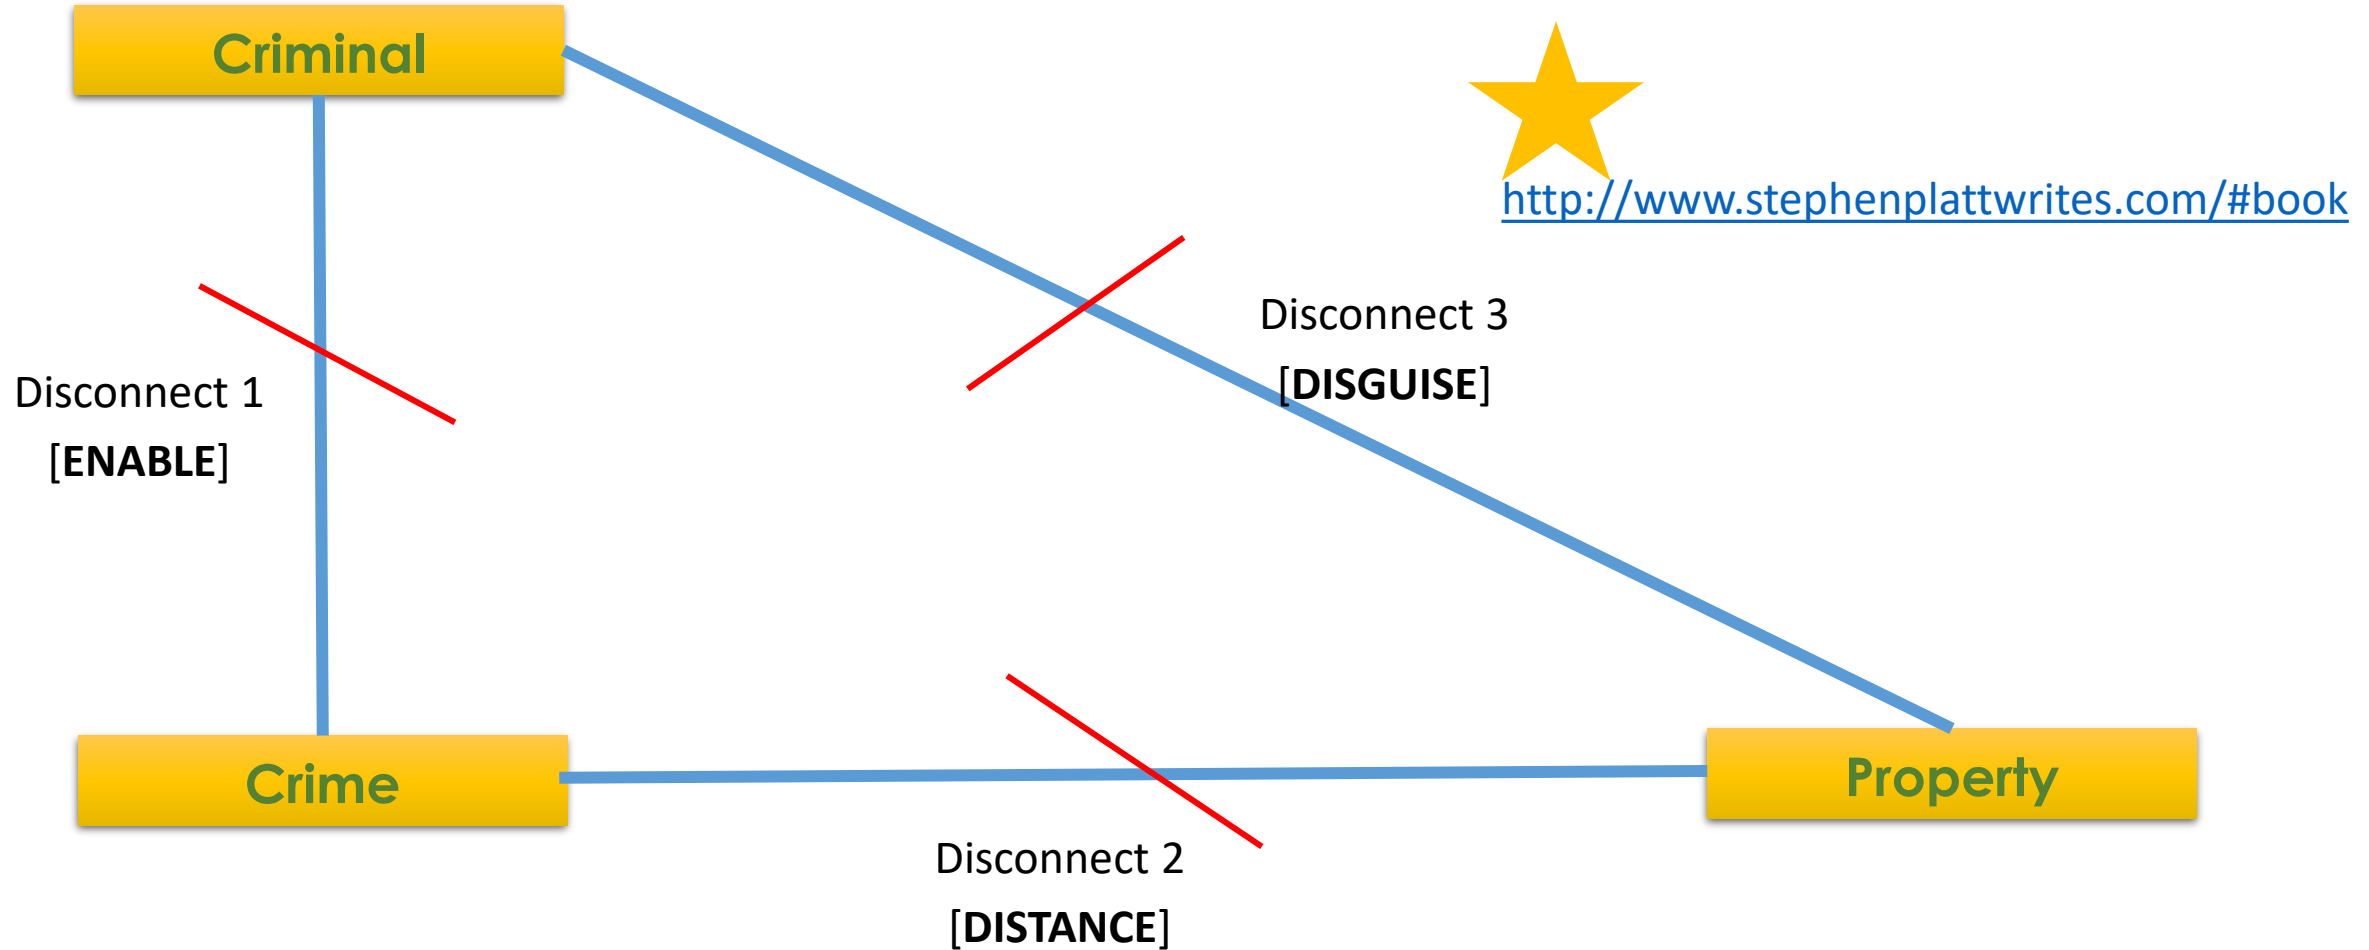 Criminal
http://www.stephenplattwrites.com/#book
Disconnect 3
[DISGUISE]
Disconnect 1
[ENABLE]
Crime
Property
Disconnect 2
[DISTANCE]